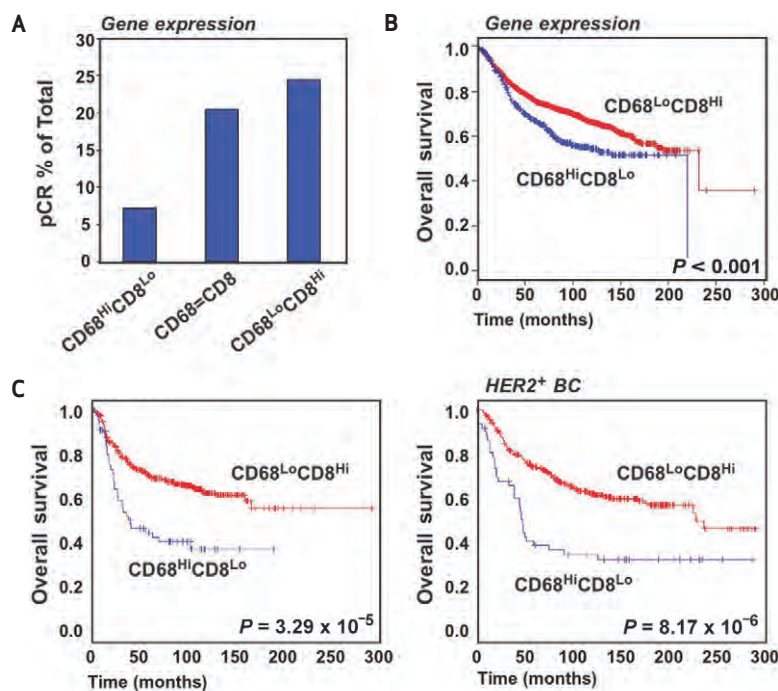 A
Gene expression
pCR % of Total
30
25
20
15
10
5
0
CD68HiCD8Lo
CD68=CD8
CD68LoCD8Hi
B
Gene expression
Overall survival
1.0
0.8
0.6
0.4
0.2
0.0
CD68LoCD8Hi
CD68HiCD8Lo
P < 0.001
0 50 100 150 200 250 300
Time (months)
C
Overall survival
1.0
0.8
0.6
0.4
0.2
0.0
CD68LoCD8Hi
CD68HiCD8Lo
P = 3.29 x 10−5
0 50 100 150 200 250 300
Time (months)
HER2+ BC
Overall survival
1.0
0.8
0.6
0.4
0.2
0.0
CD68LoCD8Hi
CD68HiCD8Lo
P = 8.17 x 10−6
0 50 100 150 200 250 300
Time (months)